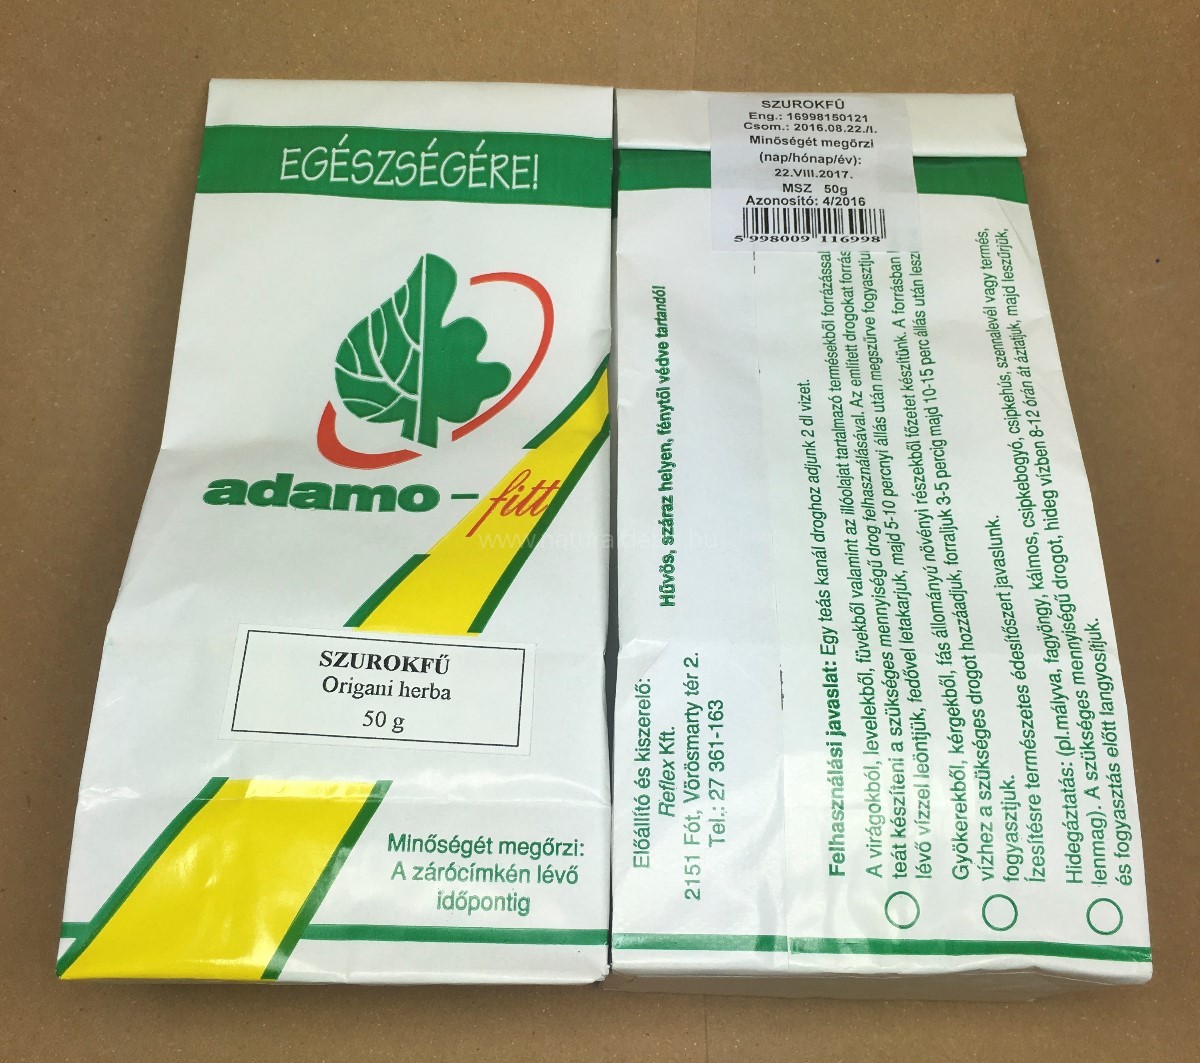 EGÉSZSÉGÉRE!
adamo – fitt
SZUROKFŰ
Origani herba
50 g
Minőségét megőrzi:
A zárócímkén lévő
időpontig
SZUROKFŰ
Eng.: 16998150121
Csom.: 2016.08.22./I.
Minőségét megőrzi
(nap/hónap/év):
22.VIII.2017.
MSZ 50g
Azonosító: 4/2016
5 998009 116998
Hűvös, száraz helyen, fénytől védve tartandó!
Előállító és kiszerelő:
Reflex Kft.
2151 Fót, Vörösmarty tér 2.
Tel.: 27 361-163
Felhasználási javaslat: Egy teás kanál droghoz adjunk 2 dl vizet.
A virágokból, levelekből, füvekből valamint az illóolajat tartalmazó termésekből forrázással
teát készíteni a szükséges mennyiségű drog felhasználásával. Az említett drogokat forrás
lévő vízzel leöntjük, fedővel letakarjuk, majd 5-10 percnyi állás után megszűrve fogyasztju
Gyökerekből, kérgekből, fás állományú növényi részekből főzetet készítünk. A forrásban
vízhez a szükséges drogot hozzáadjuk, forraljuk 3-5 percig majd 10-15 perc állás után lesz
fogyasztjuk.
Ízesítésre természetes édesítőszert javaslunk.
Hidegáztatás: (pl.mályva, fagyöngy, kálmos, csipkebogyó, csipkehús, szennalevél vagy termés,
lenmag). A szükséges mennyiségű drogot, hideg vízben 8-12 órán át áztatjuk, majd leszűrjük,
és fogyasztás előtt langyosítjuk.